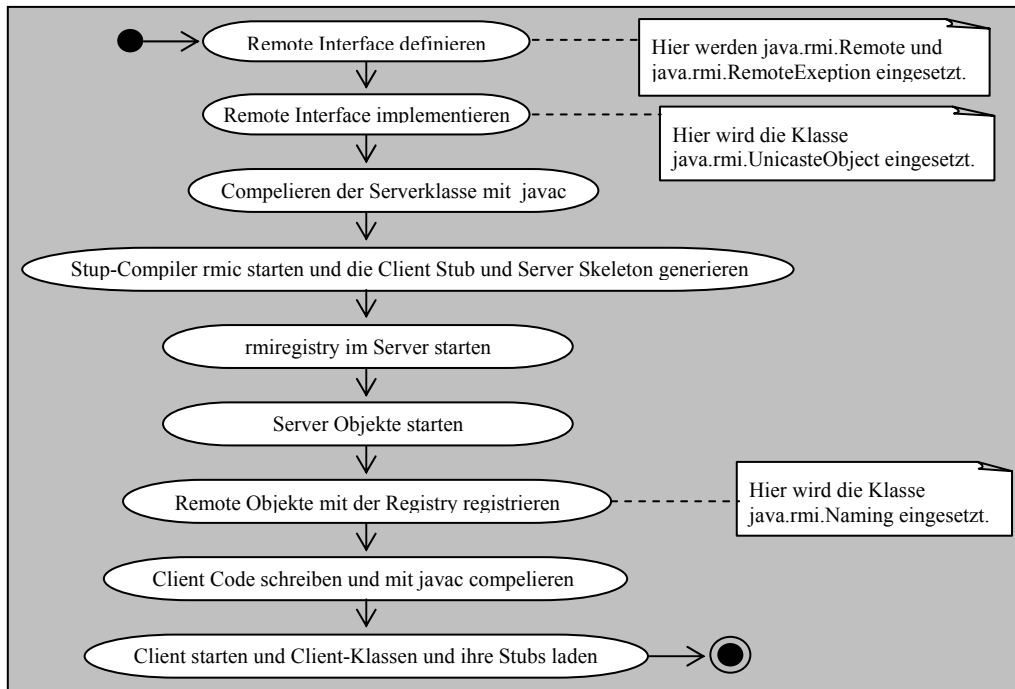 Remote Interface definieren
Hier werden java.rmi.Remote und
java.rmi.RemoteExeption eingesetzt.
Remote Interface implementieren
Hier wird die Klasse
java.rmi.UnicasteObject eingesetzt.
Compelieren der Serverklasse mit javac
Stup-Compiler rmic starten und die Client Stub und Server Skeleton generieren
rmiregistry im Server starten
Server Objekte starten
Remote Objekte mit der Registry registrieren
Hier wird die Klasse
java.rmi.Naming eingesetzt.
Client Code schreiben und mit javac compelieren
Client starten und Client-Klassen und ihre Stubs laden